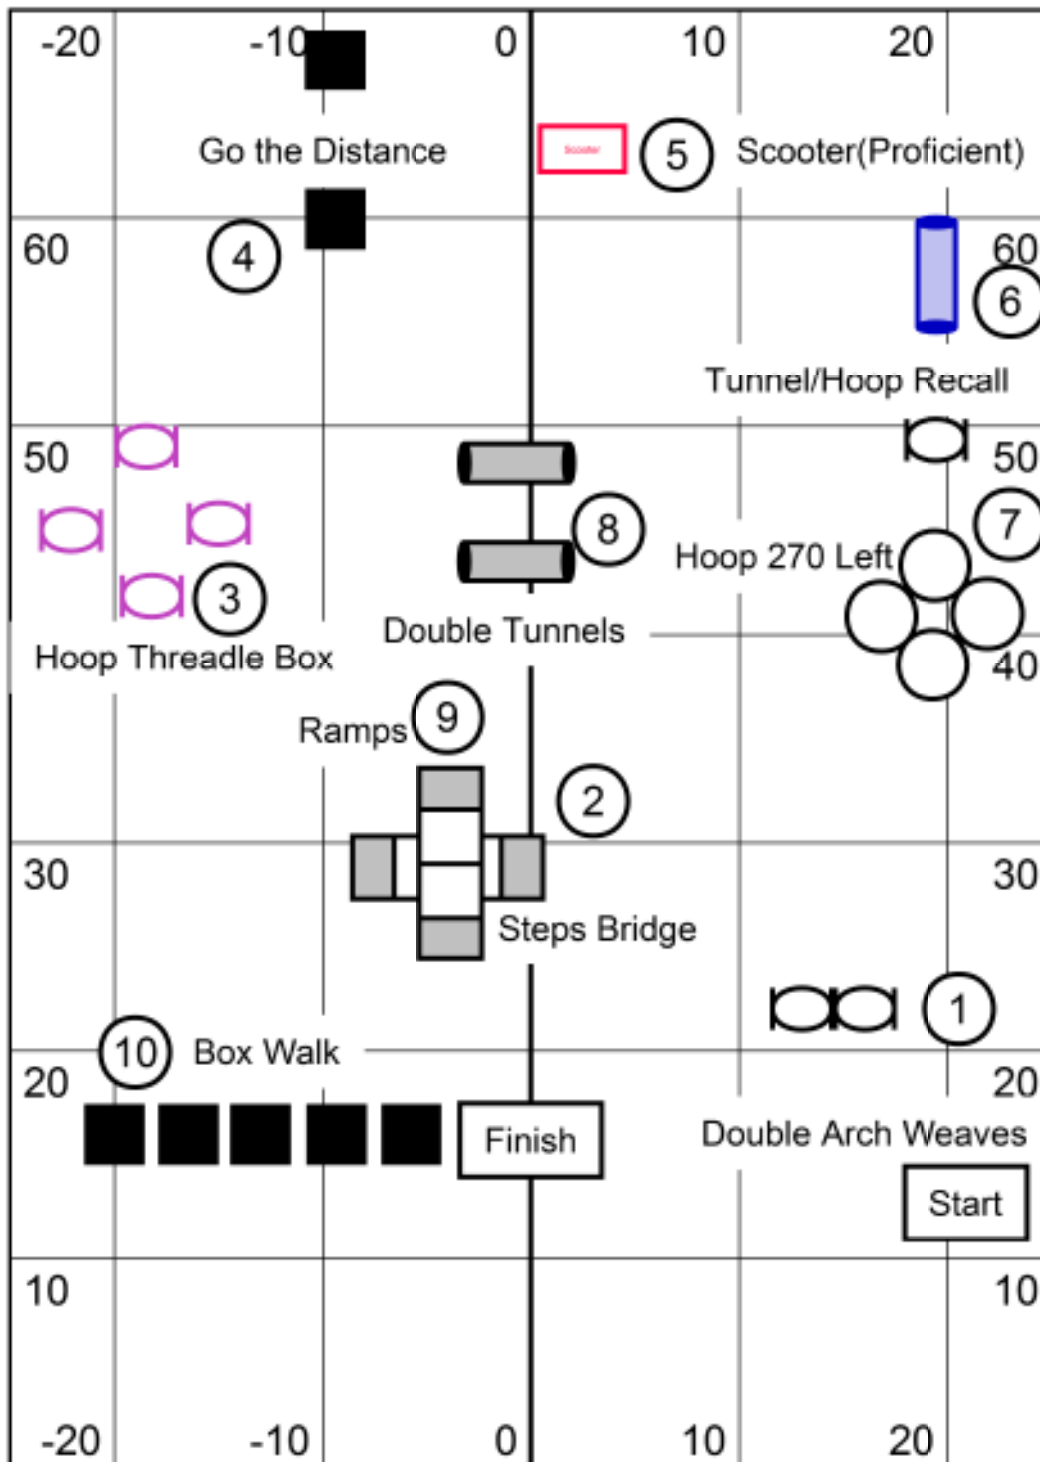 -20 -10 0 10 20
Go the Distance
Scooter
5
Scooter(Proficient)
60
4
60
6
Tunnel/Hoop Recall
50
50
8
7
Hoop 270 Left
3
Double Tunnels
Hoop Threadle Box
40
Ramps
9
2
30
30
Steps Bridge
1
10
Box Walk
20
20
Finish
Double Arch Weaves
Start
10
10
-20 -10 0 10 20